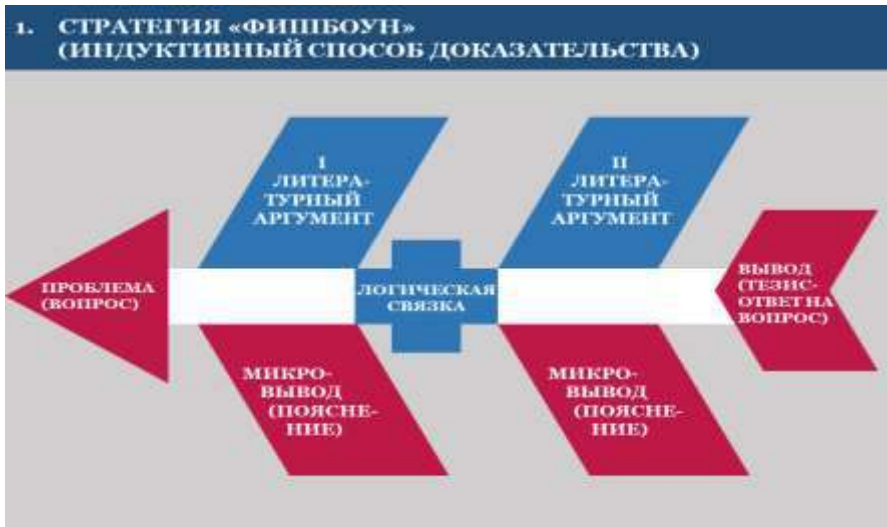 1. СТРАТЕГИЯ «ФИШБОУН»
(ИНДУКТИВНЫЙ СПОСОБ ДОКАЗАТЕЛЬСТВА)
I
ЛИТЕРА-
ТУРНЫЙ
АРГУМЕНТ
II
ЛИТЕРА-
ТУРНЫЙ
АРГУМЕНТ
ПРОБЛЕМА
(ВОПРОС)
ЛОГИЧЕСКАЯ
СВЯЗКА
ВЫВОД
(ТЕЗИС-
ОТВЕТ НА
ВОПРОС)
МИКРО-
ВЫВОД
(ПОЯСНЕ-
НИЕ)
МИКРО-
ВЫВОД
(ПОЯСНЕ-
НИЕ)